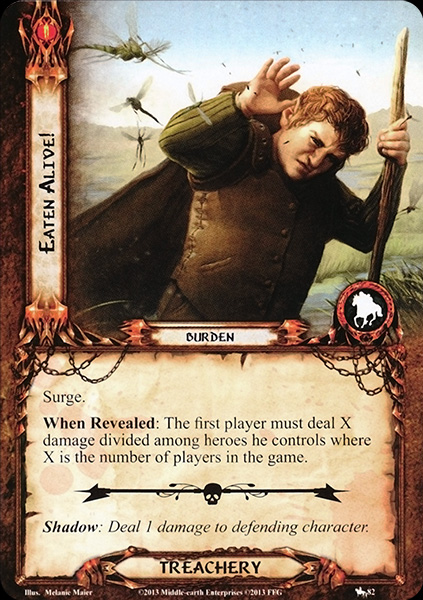 EATEN ALIVE!
BURDEN
Surge.
When Revealed: The first player must deal X
damage divided among heroes he controls where
X is the number of players in the game.
Shadow: Deal 1 damage to defending character.
TREACHERY
Illus. Melanie Maier ©2013 Middle-earth Enterprises ©2013 FFG 82